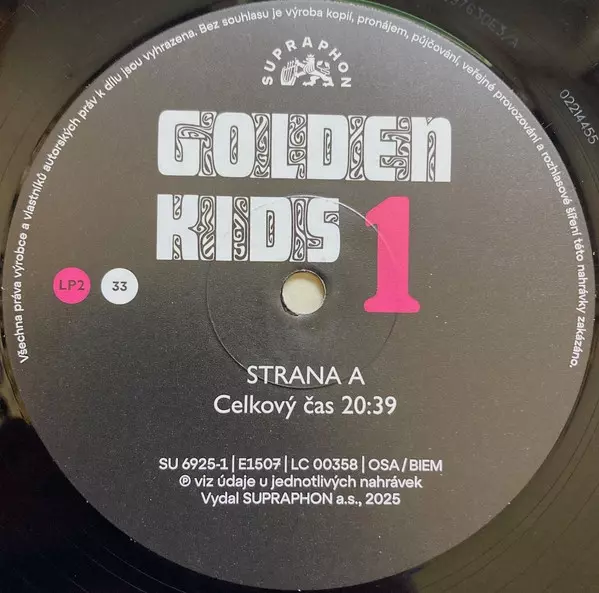 Všechna práva výrobce a vlastníků autorských práv k dílu jsou vyhrazena. Bez souhlasu je výroba kopií, pronájem, půjčování, veřejné provozování a rozhlasové šíření této nahrávky zakázáno.
SUPRAPHON
02214455
GOLDEN
KIDS 1
LP2 33
STRANA A
Celkový čas 20:39
SU 6925-1 | E1507 | LC 00358 | OSA / BIEM
℗ viz údaje u jednotlivých nahrávek
Vydal SUPRAPHON a.s., 2025